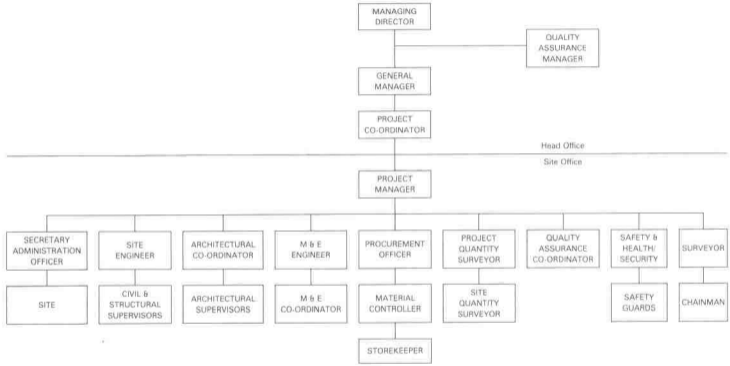 MANAGING
DIRECTOR
QUALITY
ASSURANCE
MANAGER
GENERAL
MANAGER
PROJECT
CO-ORDINATOR
Head Office
Site Office
PROJECT
MANAGER
SECRETARY
ADMINISTRATION
OFFICER
SITE
ENGINEER
ARCHITECTURAL
CO-ORDINATOR
M & E
ENGINEER
PROCUREMENT
OFFICER
PROJECT
QUANTITY
SURVEYOR
QUALITY
ASSURANCE
CO-ORDINATOR
SAFETY &
HEALTH/
SECURITY
SURVEYOR
SITE
CIVIL &
STRUCTURAL
SUPERVISORS
ARCHITECTURAL
SUPERVISORS
M & E
CO-ORDINATOR
MATERIAL
CONTROLLER
SITE
QUANTITY
SURVEYOR
SAFETY
GUARDS
CHAINMAN
STOREKEEPER